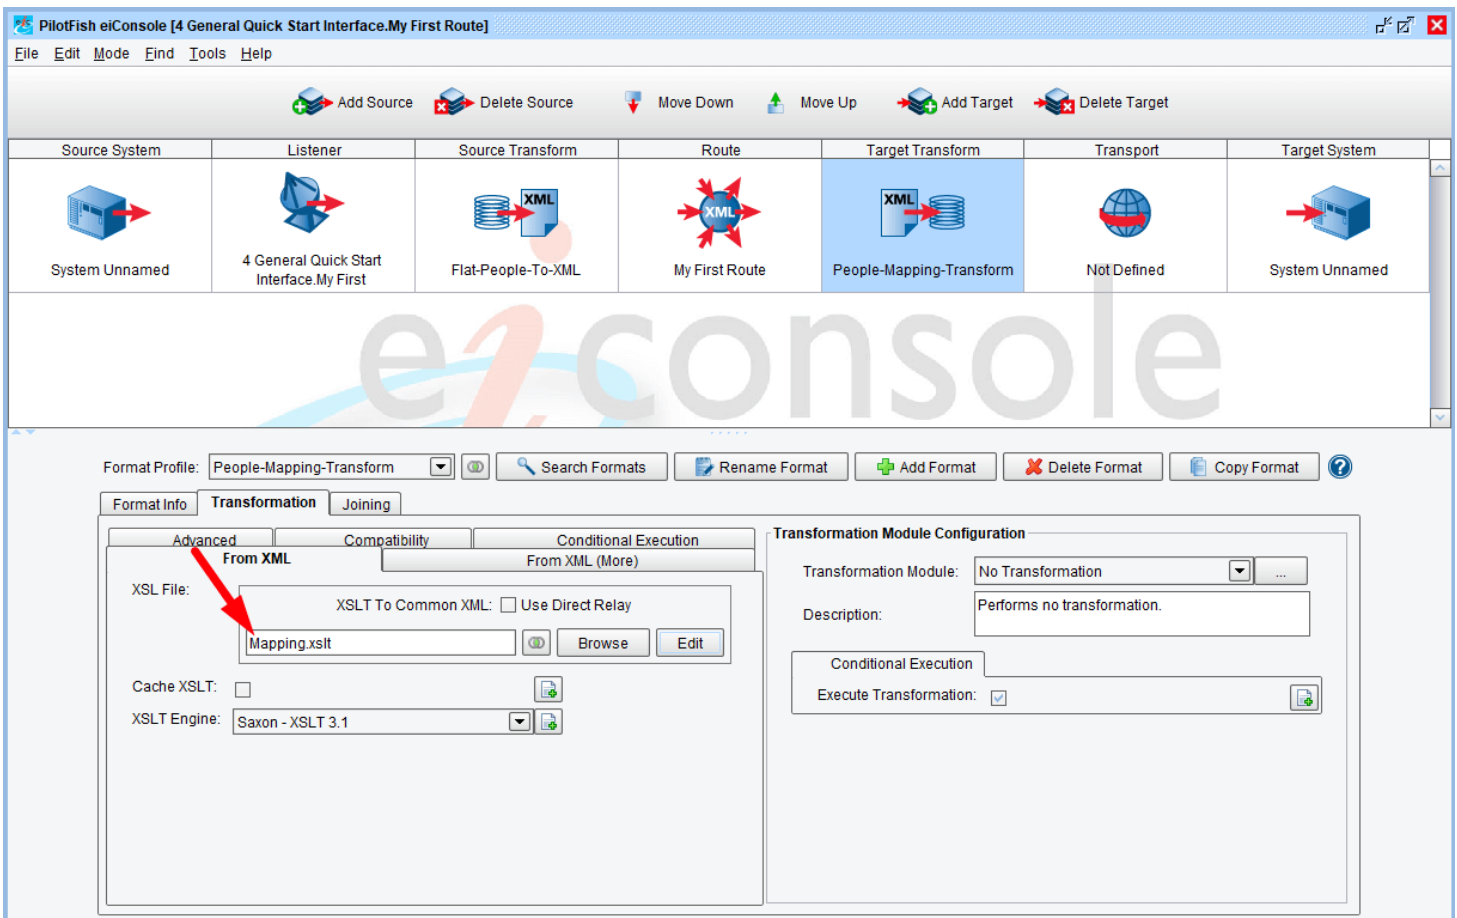 PilotFish eiConsole [4 General Quick Start Interface.My First Route]
File Edit Mode Find Tools Help
Add Source Delete Source Move Down Move Up Add Target Delete Target
Source System Listener Source Transform Route Target Transform Transport Target System
XML XML XML
System Unnamed 4 General Quick Start Flat-People-To-XML My First Route People-Mapping-Transform Not Defined System Unnamed
Interface.My First
eiconsole
Format Profile: People-Mapping-Transform Search Formats Rename Format Add Format Delete Format Copy Format ?
Format Info Transformation Joining
Advanced Compatibility Conditional Execution
From XML From XML (More)
XSL File:
XSLT To Common XML: Use Direct Relay
Mapping.xslt Browse Edit
Cache XSLT:
XSLT Engine: Saxon - XSLT 3.1
Transformation Module Configuration
Transformation Module: No Transformation ...
Description: Performs no transformation.
Conditional Execution
Execute Transformation: